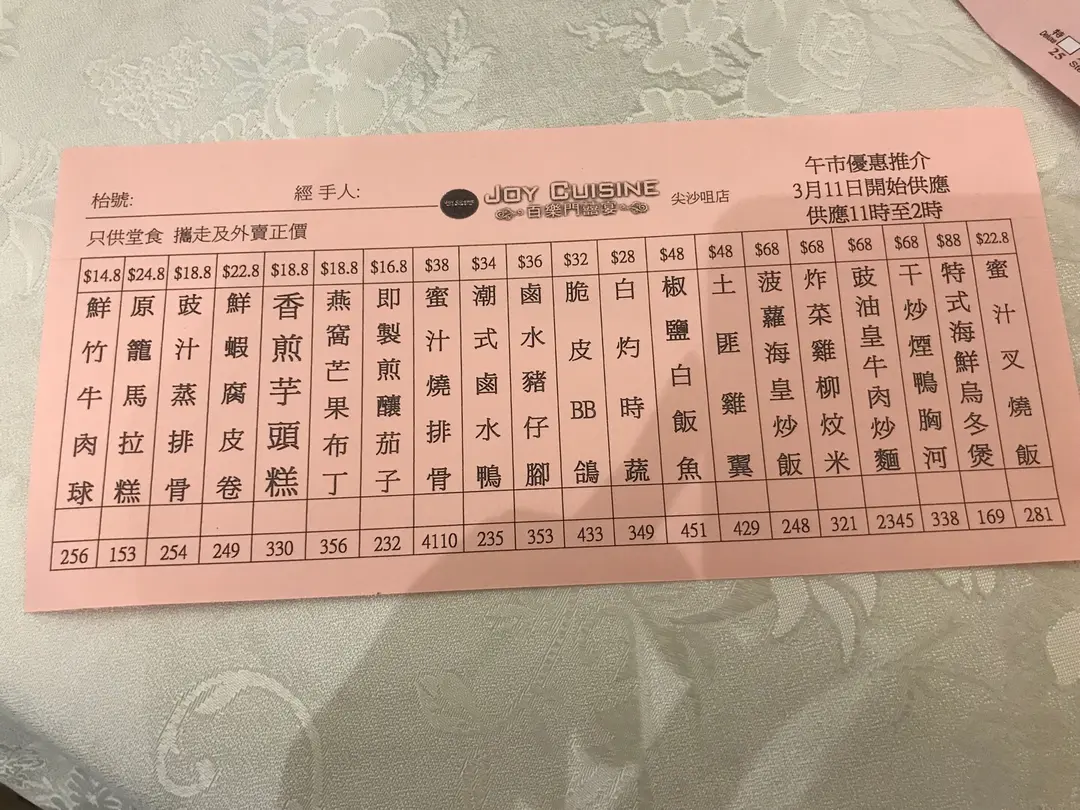 枱號:
經 手人:
JOY CUISINE
百樂門囍宴
尖沙咀店
午市優惠推介
3月11日開始供應
供應11時至2時
只供堂食 攜走及外賣正價
$14.8 $24.8 $18.8 $22.8 $18.8 $18.8 $16.8 $38 $34 $36 $32 $28 $48 $48 $68 $68 $68 $68 $88 $22.8
鮮竹牛肉球
原籠馬拉糕
豉汁蒸排骨
鮮蝦腐皮卷
香煎芋頭糕
燕窩芒果布丁
即製煎釀茄子
蜜汁燒排骨
潮式鹵水鴨
鹵水豬仔腳
脆皮BB鴿
白灼時蔬
椒鹽白飯魚
土匪雞翼
菠蘿海皇炒飯
炸菜雞柳炆米
豉油皇牛肉炒麵
干炒煙鴨胸河
特式海鮮烏冬煲
蜜汁叉燒飯
256 153 254 249 330 356 232 4110 235 353 433 349 451 429 248 321 2345 338 169 281
特
25